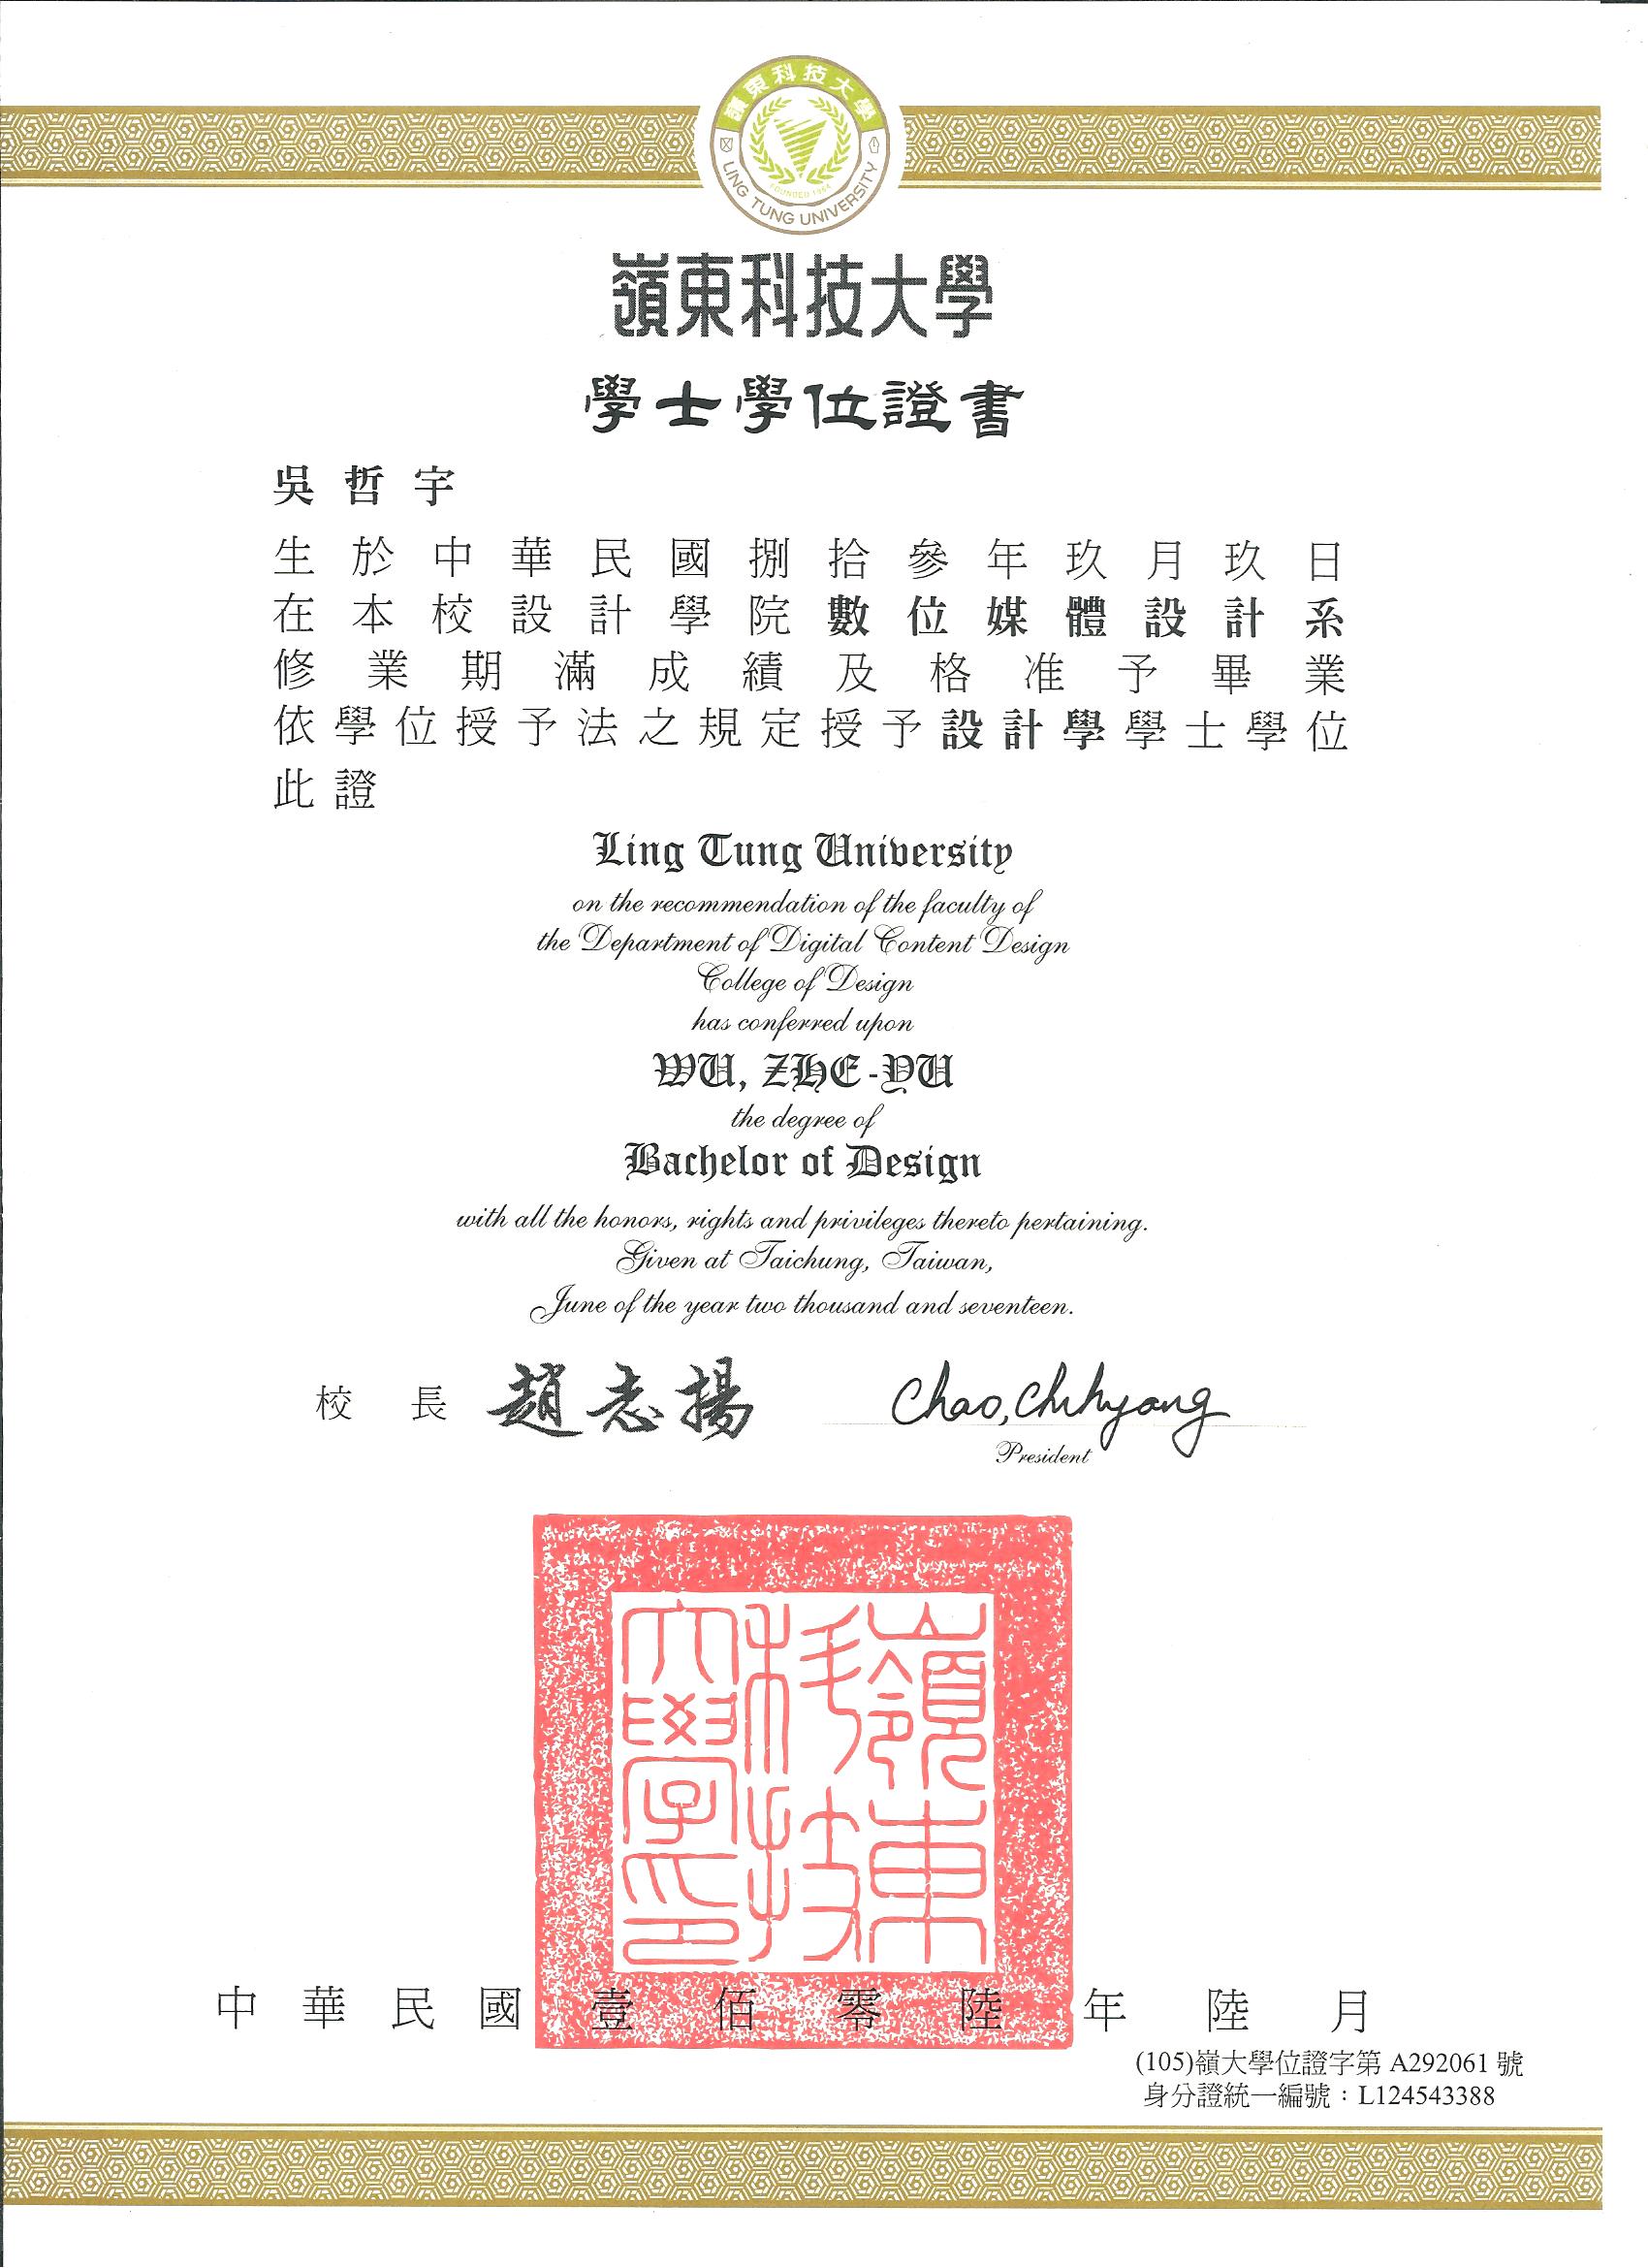 嶺東科技大學
LING TUNG UNIVERSITY
FOUNDED 1964
嶺東科技大學
學士學位證書
吳哲宇
生於中華民國捌拾參年玖月玖日
在本校設計學院數位媒體設計系
修業期滿成績及格准予畢業
依學位授予法之規定授予設計學學士學位
此證
Ling Tung University
on the recommendation of the faculty of
the Department of Digital Content Design
College of Design
has conferred upon
WU, ZHE-YU
the degree of
Bachelor of Design
with all the honors, rights and privileges thereto pertaining.
Given at Taichung, Taiwan,
June of the year two thousand and seventeen.
校長 趙志揚 Chao, Chihyang
President
嶺東科技大學印
中華民國壹佰零陸年陸月
(105)嶺大學位證字第 A292061 號
身分證統一編號：L124543388